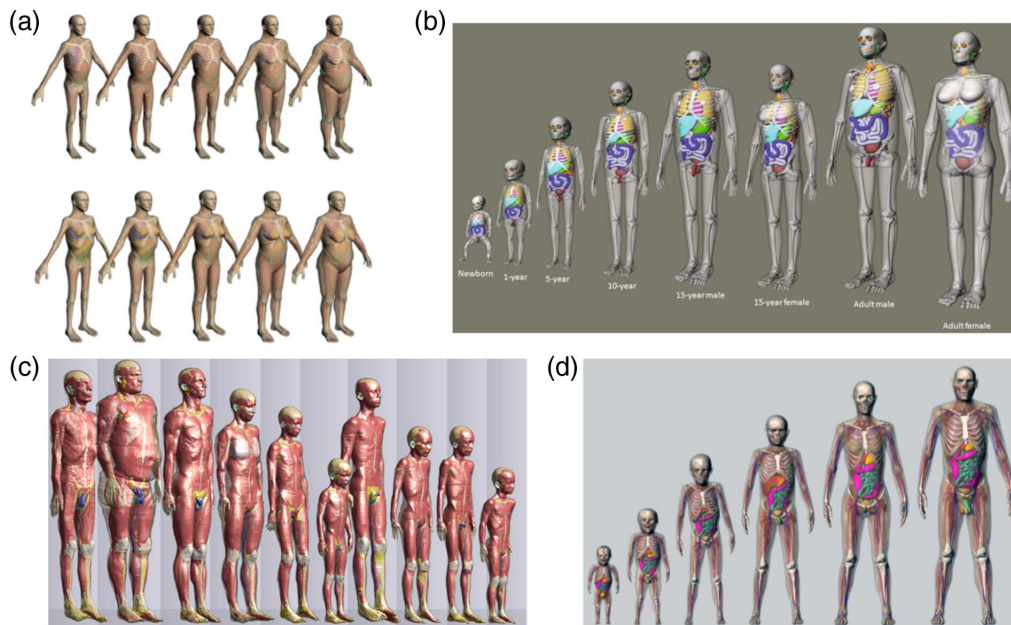 (a)
(b)
Newborn
1-year
5-year
10-year
15-year male
15-year female
Adult male
Adult female
(c)
(d)